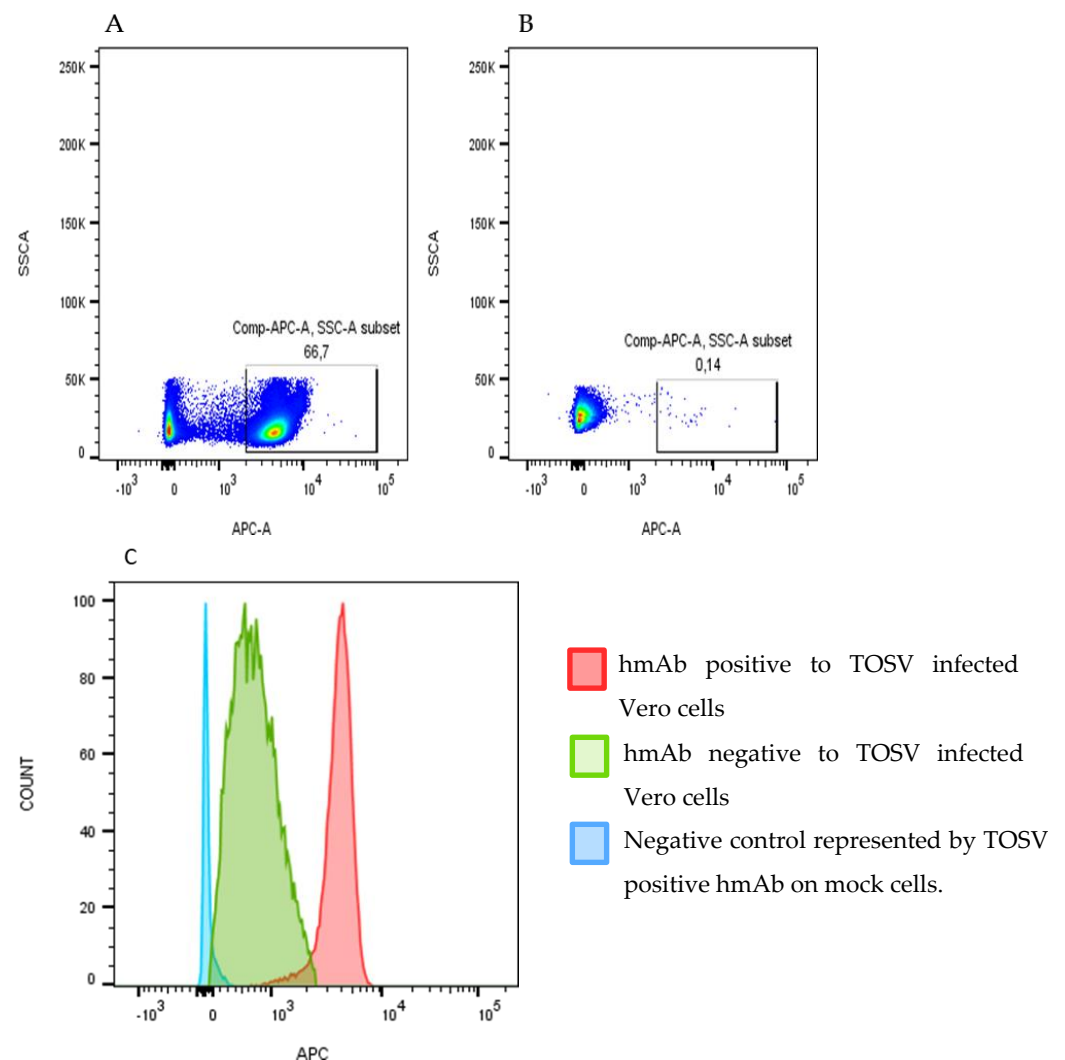 A
B
250K
200K
150K
100K
50K
0
SSCA
Comp-APC-A, SSC-A subset
66,7
-10³ 0 10³ 10⁴ 10⁵
APC-A
250K
200K
150K
100K
50K
0
SSCA
Comp-APC-A, SSC-A subset
0,14
-10³ 0 10³ 10⁴ 10⁵
APC-A
C
100
80
60
40
20
0
COUNT
-10³ 0 10³ 10⁴ 10⁵
APC
hmAb positive to TOSV infected
Vero cells
hmAb negative to TOSV infected
Vero cells
Negative control represented by TOSV
positive hmAb on mock cells.